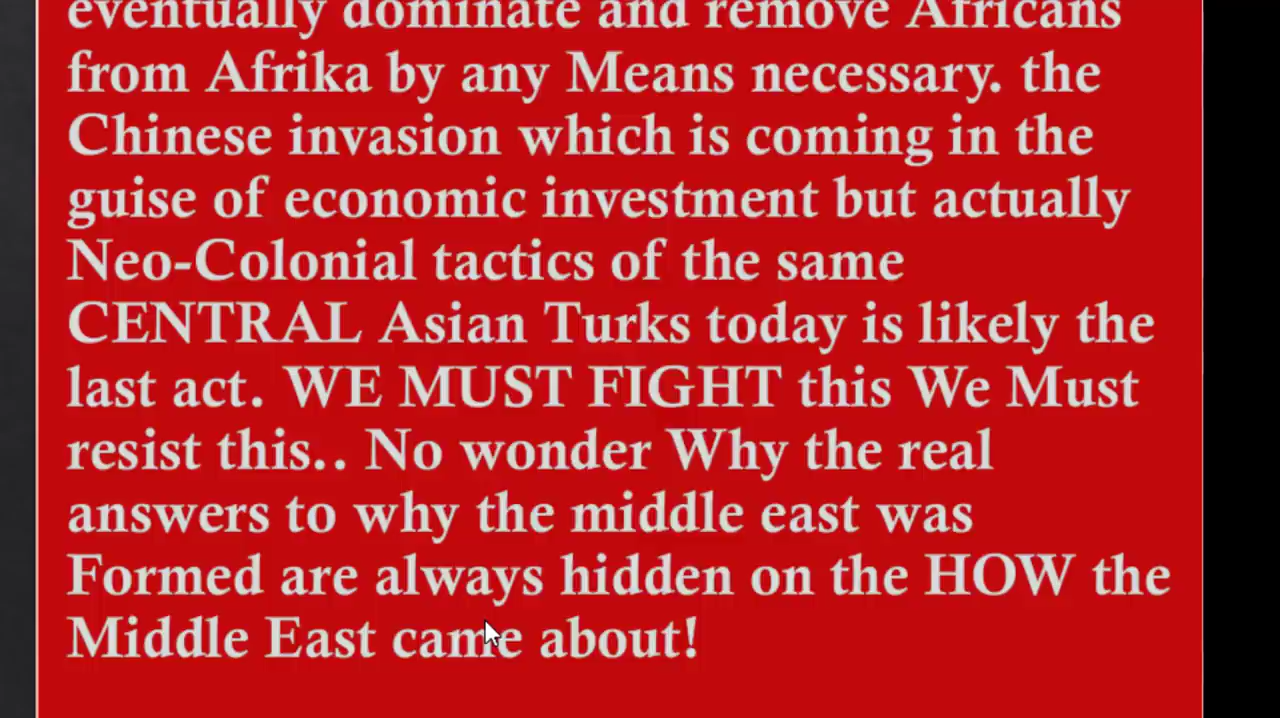 eventually dominate and remove Africans
from Afrika by any Means necessary. the
Chinese invasion which is coming in the
guise of economic investment but actually
Neo-Colonial tactics of the same
CENTRAL Asian Turks today is likely the
last act. WE MUST FIGHT this We Must
resist this.. No wonder Why the real
answers to why the middle east was
Formed are always hidden on the HOW the
Middle East came about!